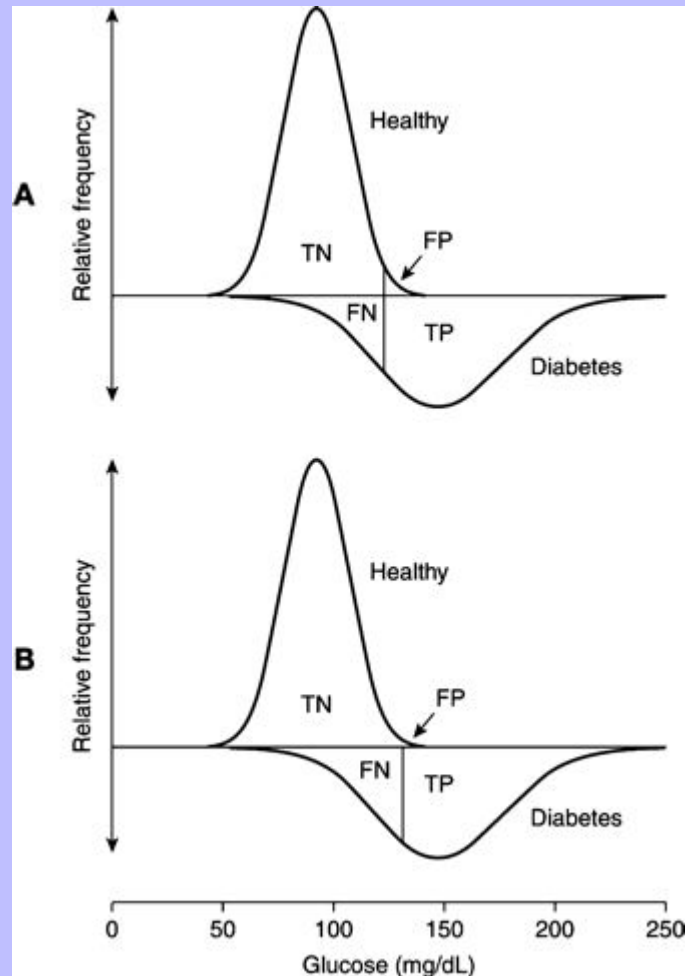 A
Relative frequency
Healthy
FP
TN
FN
TP
Diabetes
B
Relative frequency
Healthy
FP
TN
FN
TP
Diabetes
0 50 100 150 200 250
Glucose (mg/dL)